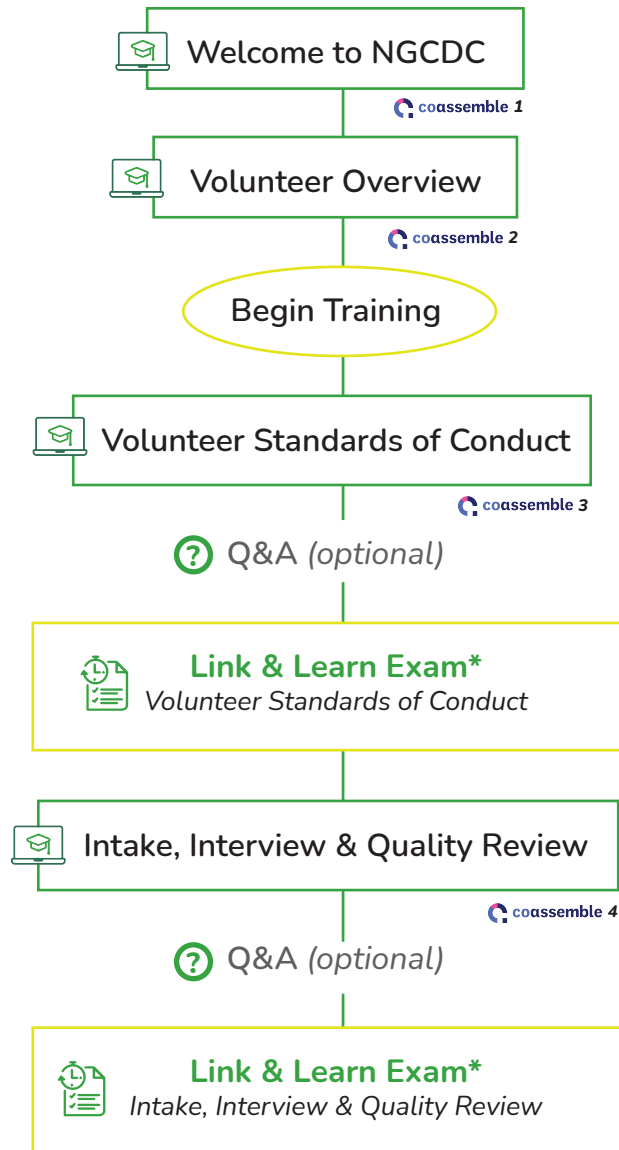 Welcome to NGCDC
coassemble 1
Volunteer Overview
coassemble 2
Begin Training
Volunteer Standards of Conduct
coassemble 3
? Q&A (optional)
Link & Learn Exam*
Volunteer Standards of Conduct
Intake, Interview & Quality Review
coassemble 4
? Q&A (optional)
Link & Learn Exam*
Intake, Interview & Quality Review